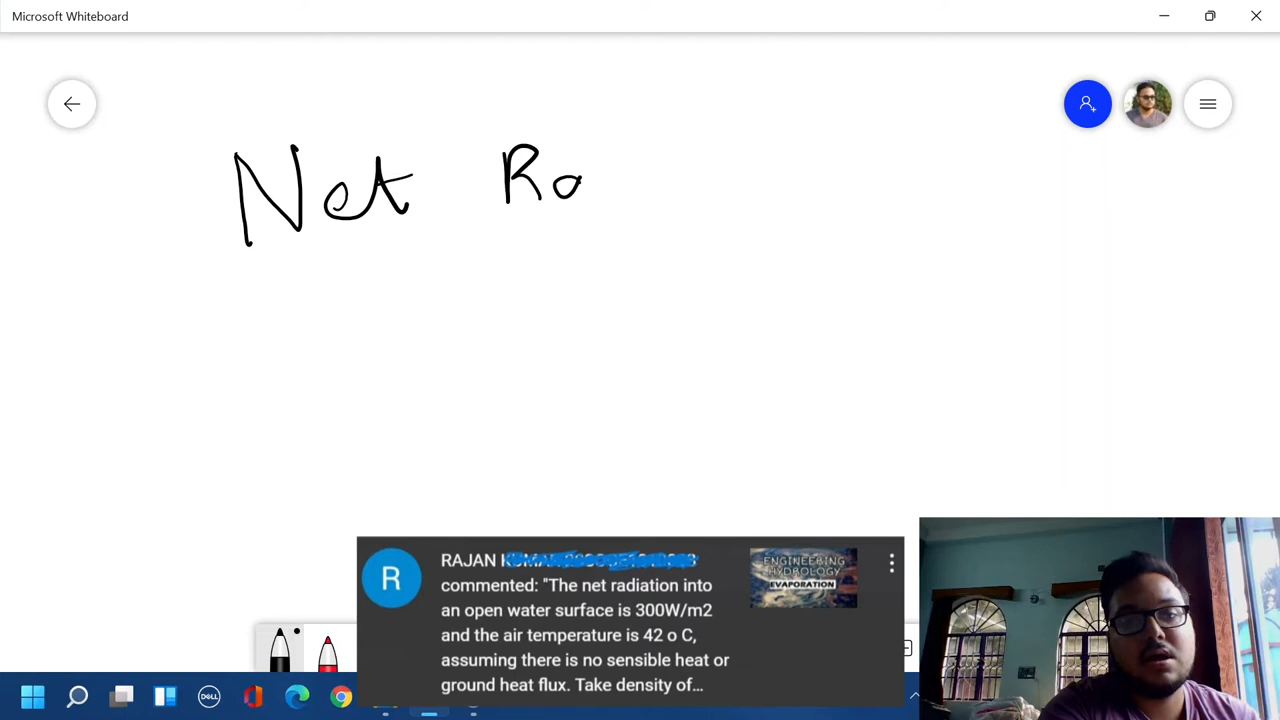 Microsoft Whiteboard
Net Ra
RAJAN
commented: "The net radiation into
an open water surface is 300W/m2
and the air temperature is 42 o C,
assuming there is no sensible heat or
ground heat flux. Take density of...
R
ENGINEERING
HYDROLOGY
EVAPORATION
DELL